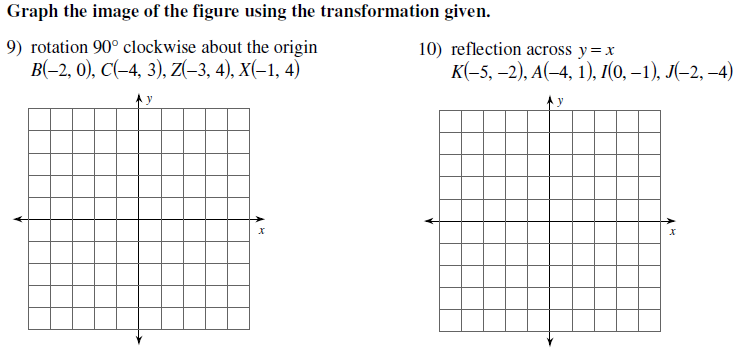 Graph the image of the figure using the transformation given.
9) rotation 90° clockwise about the origin
B(–2, 0), C(–4, 3), Z(–3, 4), X(–1, 4)
y
x
10) reflection across y = x
K(–5, –2), A(–4, 1), I(0, –1), J(–2, –4)
y
x